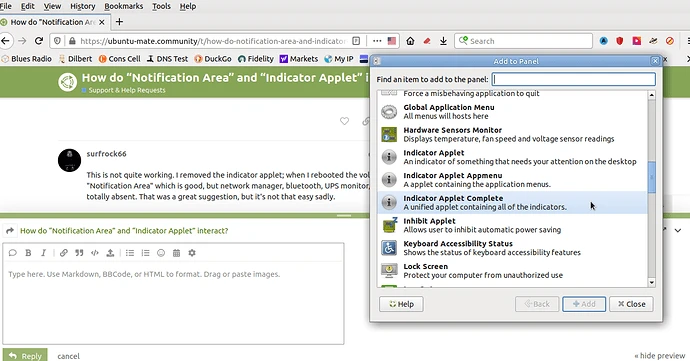 File Edit View History Bookmarks Tools Help
How do “Notification Are
https://ubuntu-mate.community/t/how-do-notification-area-and-indicator
Search
Blues Radio Dilbert Cons Cell DNS Test DuckGo Flukeiq Markets My IP
How do “Notification Area” and “Indicator Applet” i
Support & Help Requests
surfrock66
This is not quite working. I removed the indicator applet; when I rebooted the volu
"Notification Area" which is good, but network manager, bluetooth, UPS monitor,
totally absent. That was a great suggestion, but it's not that easy sadly.
How do “Notification Area” and “Indicator Applet” interact?
B I
Type here. Use Markdown, BBCode, or HTML to format. Drag or paste images.
Reply cancel
« hide preview
Add to Panel
Find an item to add to the panel:
Force a misbehaving application to quit
Global Application Menu
All menus will hosts here
Hardware Sensors Monitor
Displays temperature, fan speed and voltage sensor readings
Indicator Applet
An indicator of something that needs your attention on the desktop
Indicator Applet Appmenu
A applet containing the application menus.
Indicator Applet Complete
A unified applet containing all of the indicators.
Inhibit Applet
Allows user to inhibit automatic power saving
Keyboard Accessibility Status
Shows the status of keyboard accessibility features
Lock Screen
Protect your computer from unauthorized use
Help Back Add Close